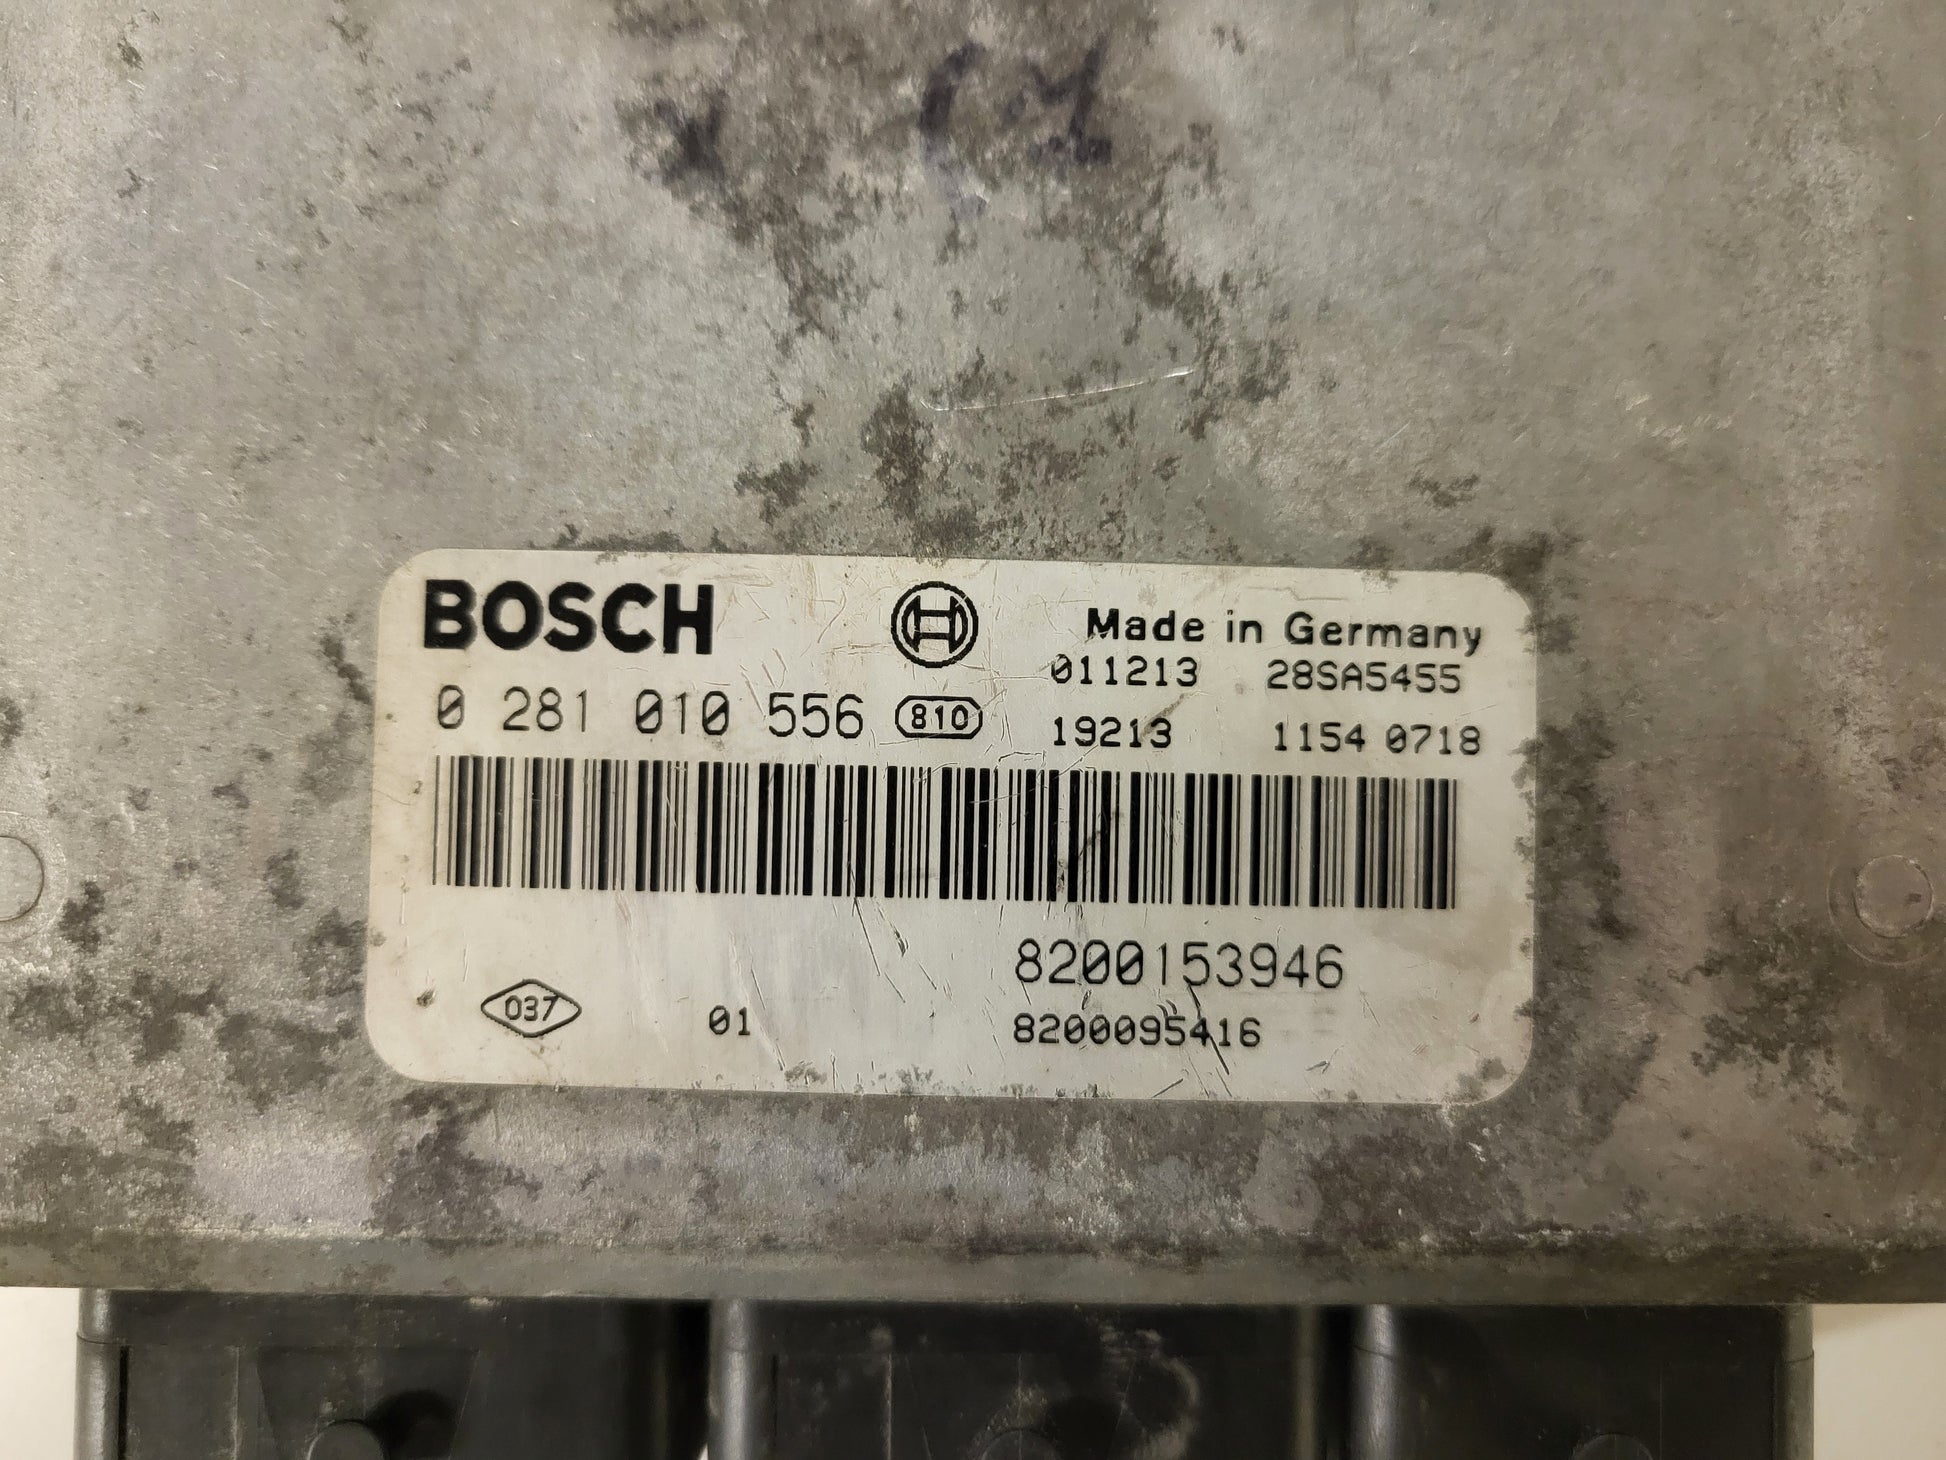 BOSCH
Made in Germany
011213 28SA5455
0 281 010 556 810
19213 1154 0718
8200153946
037 01
8200095416